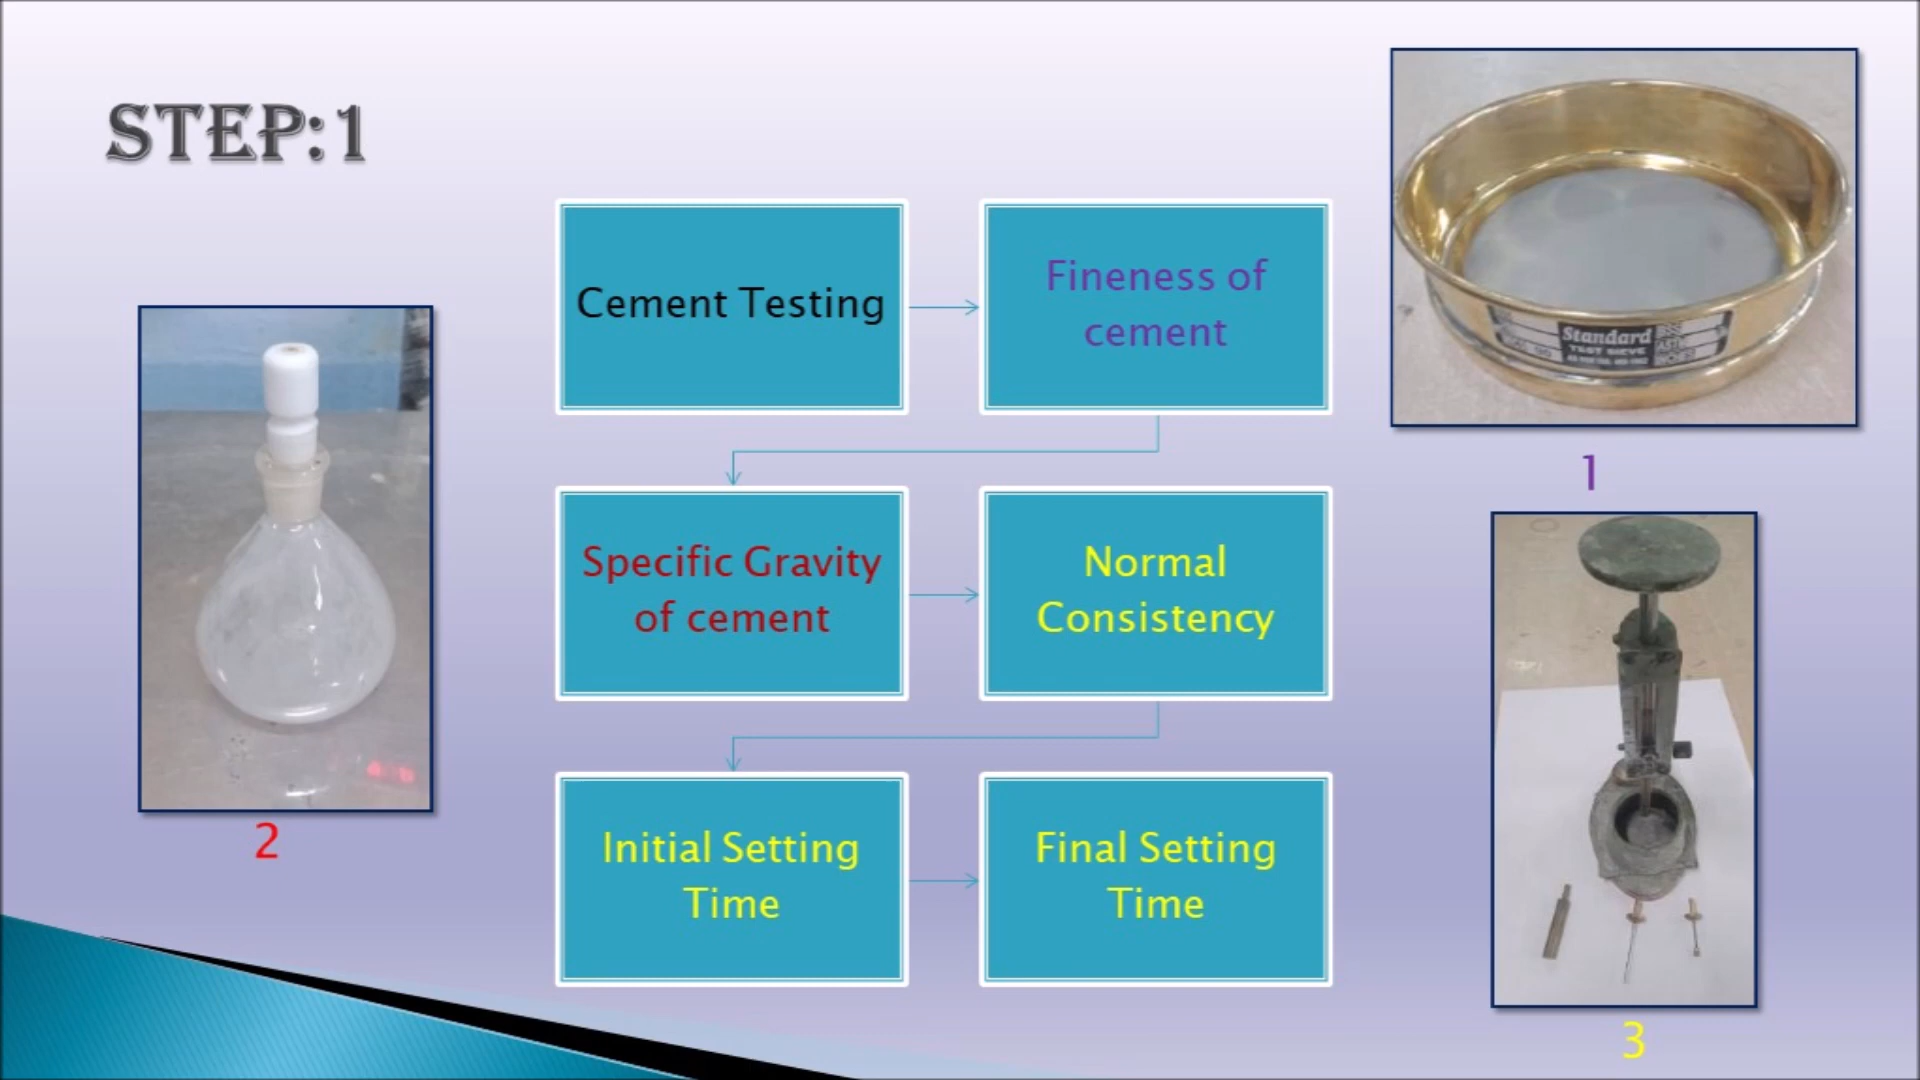 STEP:1
Cement Testing
Fineness of
cement
Standard
TEST SIEVE
1
Specific Gravity
of cement
Normal
Consistency
2
Initial Setting
Time
Final Setting
Time
3